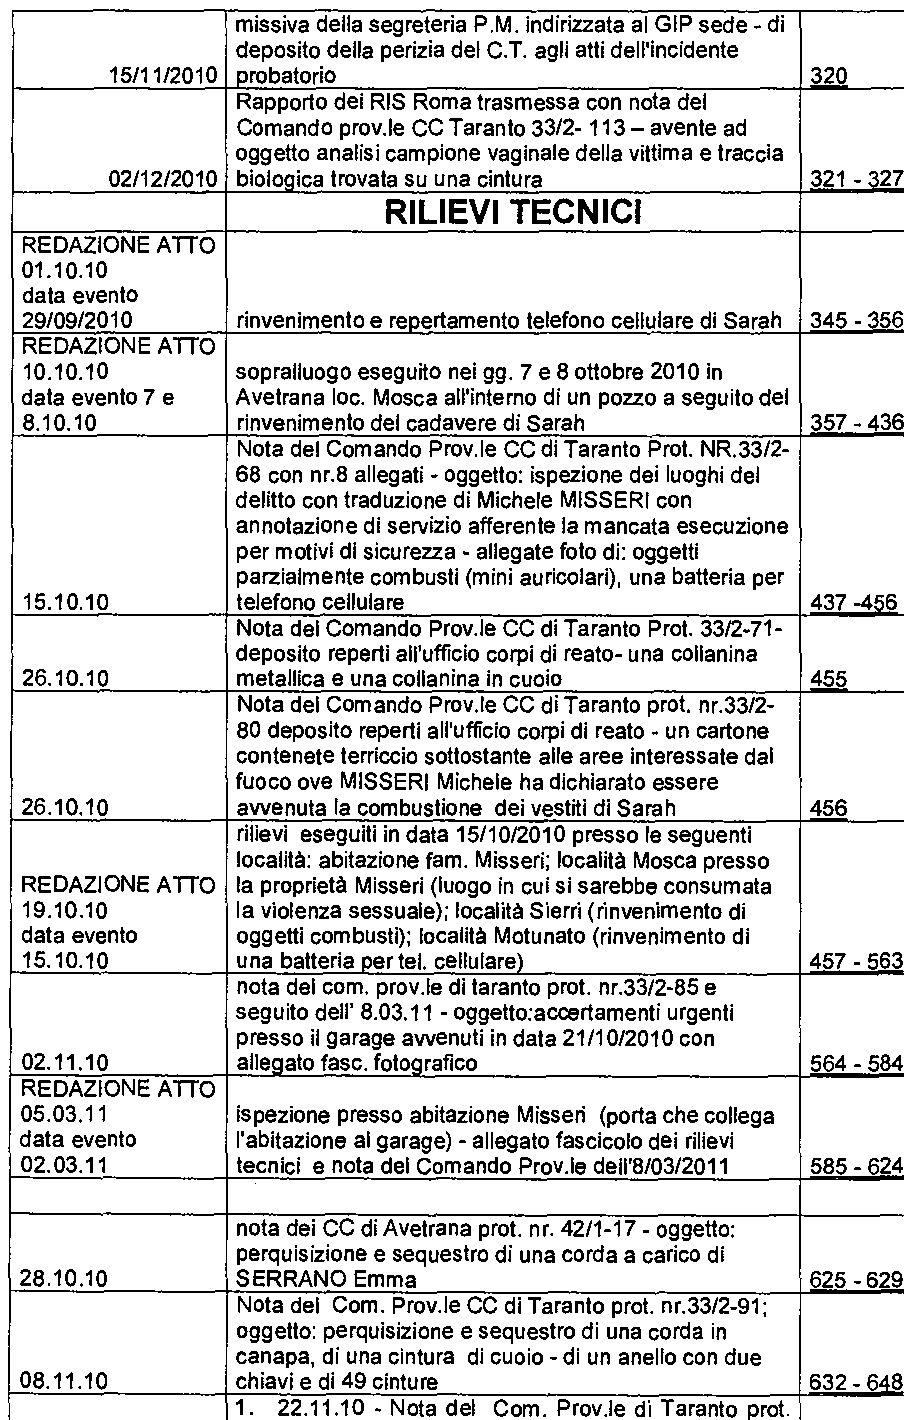 missiva della segreteria P.M. indirizzata al GIP sede - di
deposito della perizia del C.T. agli atti dell'incidente
15/11/2010 probatorio 320
Rapporto dei RIS Roma trasmessa con nota del
Comando prov.le CC Taranto 33/2- 113 – avente ad
oggetto analisi campione vaginale della vittima e traccia
02/12/2010 biologica trovata su una cintura 321 - 327
RILIEVI TECNICI
REDAZIONE ATTO
01.10.10
data evento
29/09/2010 rinvenimento e repertamento telefono cellulare di Sarah 345 - 356
REDAZIONE ATTO
10.10.10 sopralluogo eseguito nei gg. 7 e 8 ottobre 2010 in
data evento 7 e Avetrana loc. Mosca all'interno di un pozzo a seguito del
8.10.10 rinvenimento del cadavere di Sarah 357 - 436
Nota del Comando Prov.le CC di Taranto Prot. NR.33/2-
68 con nr.8 allegati - oggetto: ispezione dei luoghi del
delitto con traduzione di Michele MISSERI con
annotazione di servizio afferente la mancata esecuzione
per motivi di sicurezza - allegate foto di: oggetti
parzialmente combusti (mini auricolari), una batteria per
15.10.10 telefono cellulare 437 -456
Nota del Comando Prov.le CC di Taranto Prot. 33/2-71-
deposito reperti all'ufficio corpi di reato- una collanina
26.10.10 metallica e una collanina in cuoio 455
Nota del Comando Prov.le CC di Taranto prot. nr.33/2-
80 deposito reperti all'ufficio corpi di reato - un cartone
contenete terriccio sottostante alle aree interessate dal
fuoco ove MISSERI Michele ha dichiarato essere
26.10.10 avvenuta la combustione dei vestiti di Sarah 456
rilievi eseguiti in data 15/10/2010 presso le seguenti
località: abitazione fam. Misseri; località Mosca presso
REDAZIONE ATTO la proprietà Misseri (luogo in cui si sarebbe consumata
19.10.10 la violenza sessuale); località Sierri (rinvenimento di
data evento oggetti combusti); località Motunato (rinvenimento di
15.10.10 una batteria per tel. cellulare) 457 - 563
nota del com. prov.le di taranto prot. nr.33/2-85 e
seguito dell' 8.03.11 - oggetto:accertamenti urgenti
presso il garage avvenuti in data 21/10/2010 con
02.11.10 allegato fasc. fotografico 564 - 584
REDAZIONE ATTO
05.03.11 ispezione presso abitazione Misseri (porta che collega
data evento l'abitazione al garage) - allegato fascicolo dei rilievi
02.03.11 tecnici e nota del Comando Prov.le dell'8/03/2011 585 - 624
nota dei CC di Avetrana prot. nr. 42/1-17 - oggetto:
perquisizione e sequestro di una corda a carico di
28.10.10 SERRANO Emma 625 - 629
Nota del Com. Prov.le CC di Taranto prot. nr.33/2-91;
oggetto: perquisizione e sequestro di una corda in
canapa, di una cintura di cuoio - di un anello con due
08.11.10 chiavi e di 49 cinture 632 - 648
1. 22.11.10 - Nota del Com. Prov.le di Taranto prot.